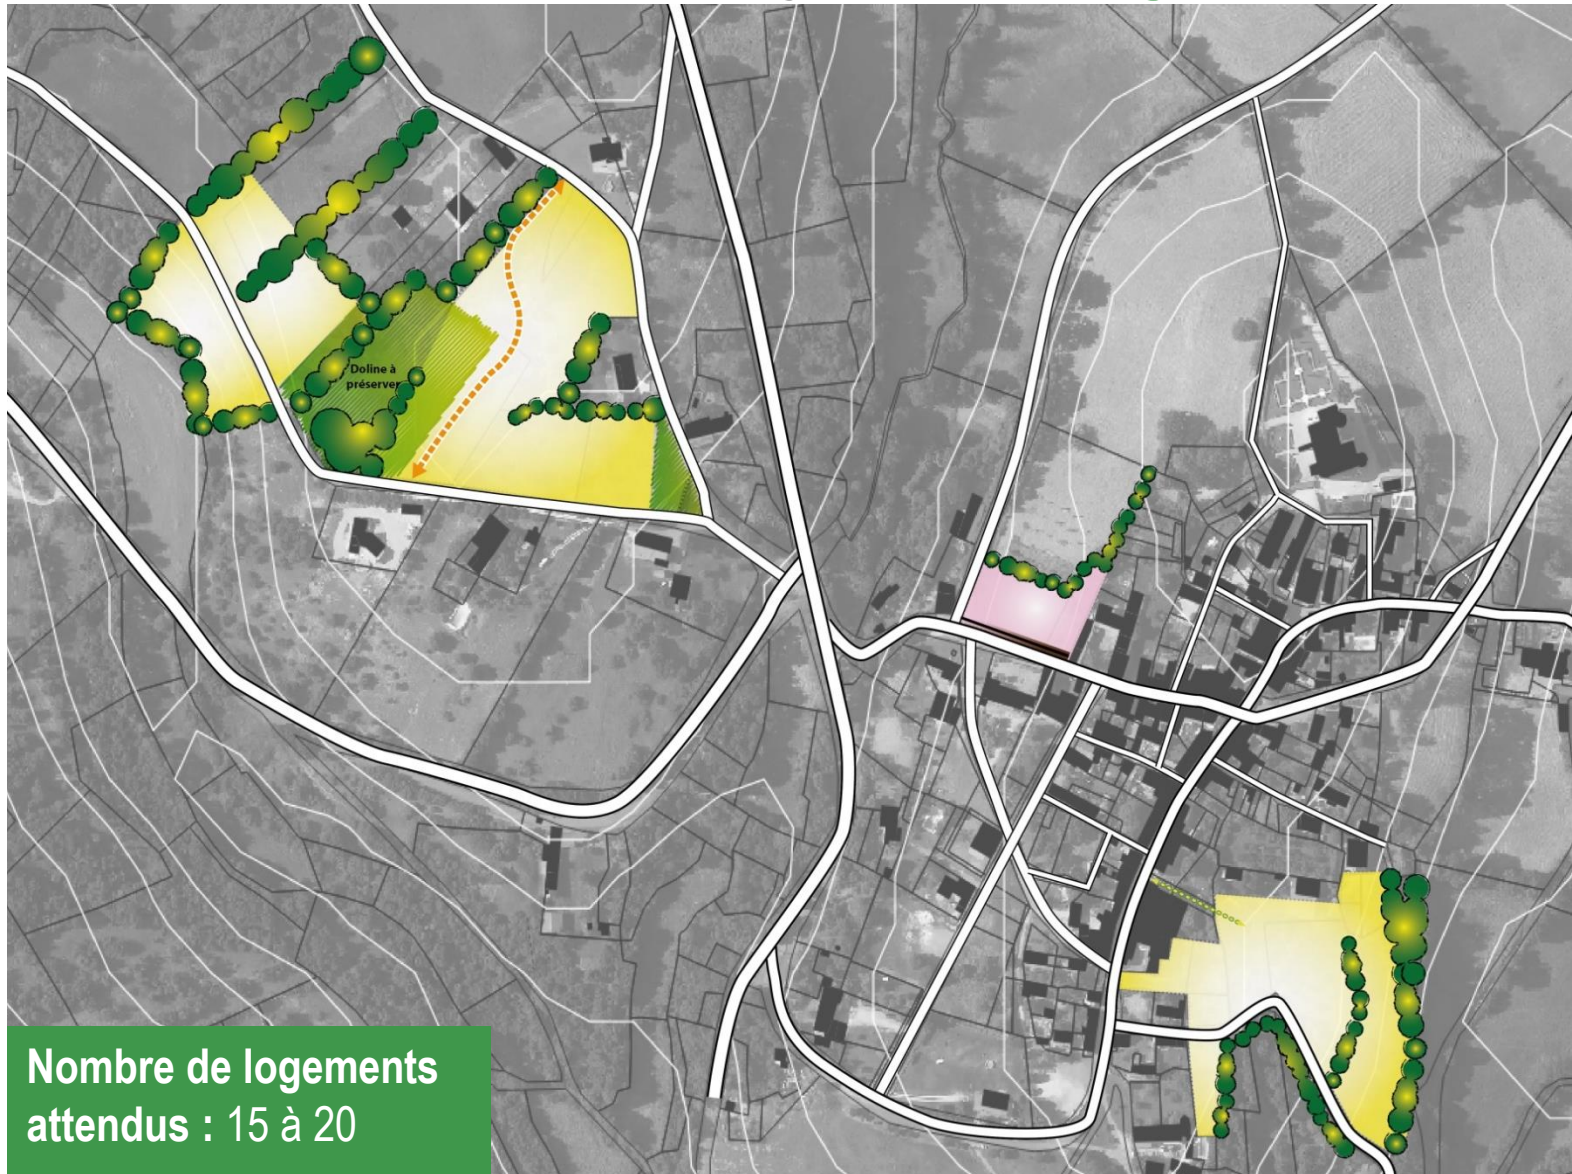 Doline à
préserver
Nombre de logements
attendus : 15 à 20